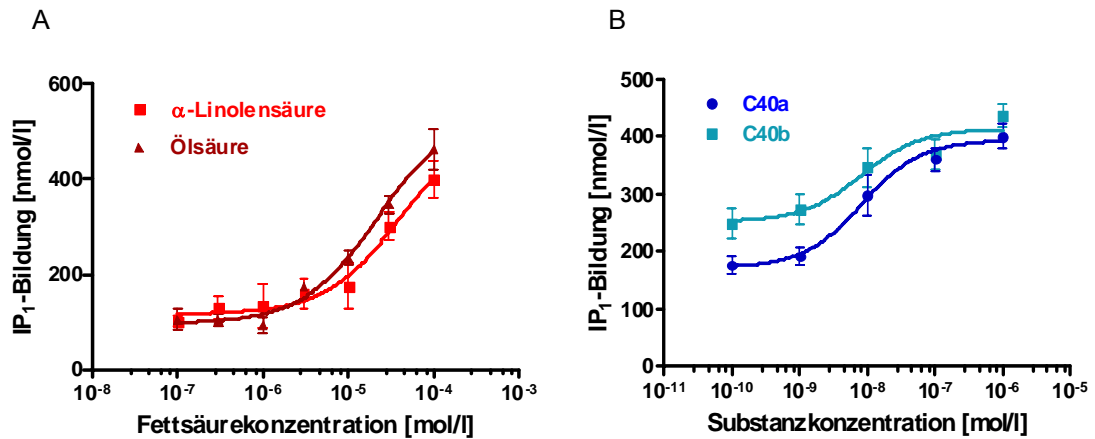 A
IP₁-Bildung [nmol/l]
600
400
200
0
α-Linolensäure
Ölsäure
10⁻⁸ 10⁻⁷ 10⁻⁶ 10⁻⁵ 10⁻⁴ 10⁻³
Fettsäurekonzentration [mol/l]
B
IP₁-Bildung [nmol/l]
500
400
300
200
100
0
C40a
C40b
10⁻¹¹ 10⁻¹⁰ 10⁻⁹ 10⁻⁸ 10⁻⁷ 10⁻⁶ 10⁻⁵
Substanzkonzentration [mol/l]